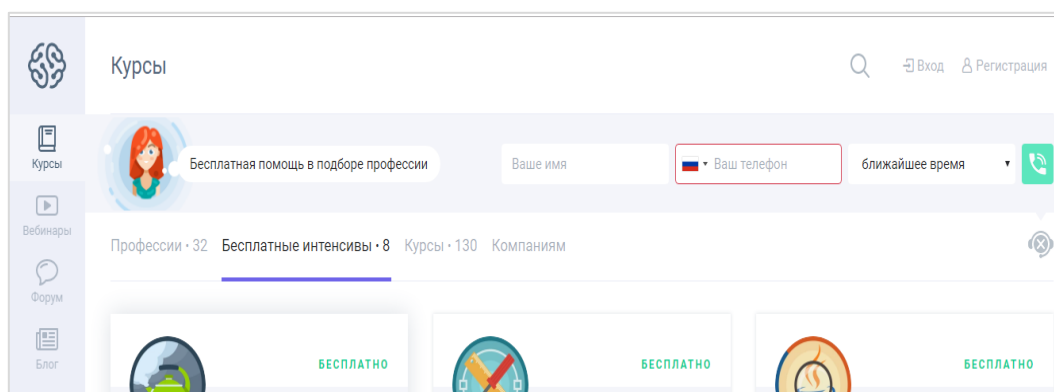 Курсы
Вход Регистрация
Курсы
Бесплатная помощь в подборе профессии Ваше имя Ваш телефон ближайшее время
Вебинары
Профессии • 32 Бесплатные интенсивы • 8 Курсы • 130 Компаниям
Форум
Блог
БЕСПЛАТНО БЕСПЛАТНО БЕСПЛАТНО